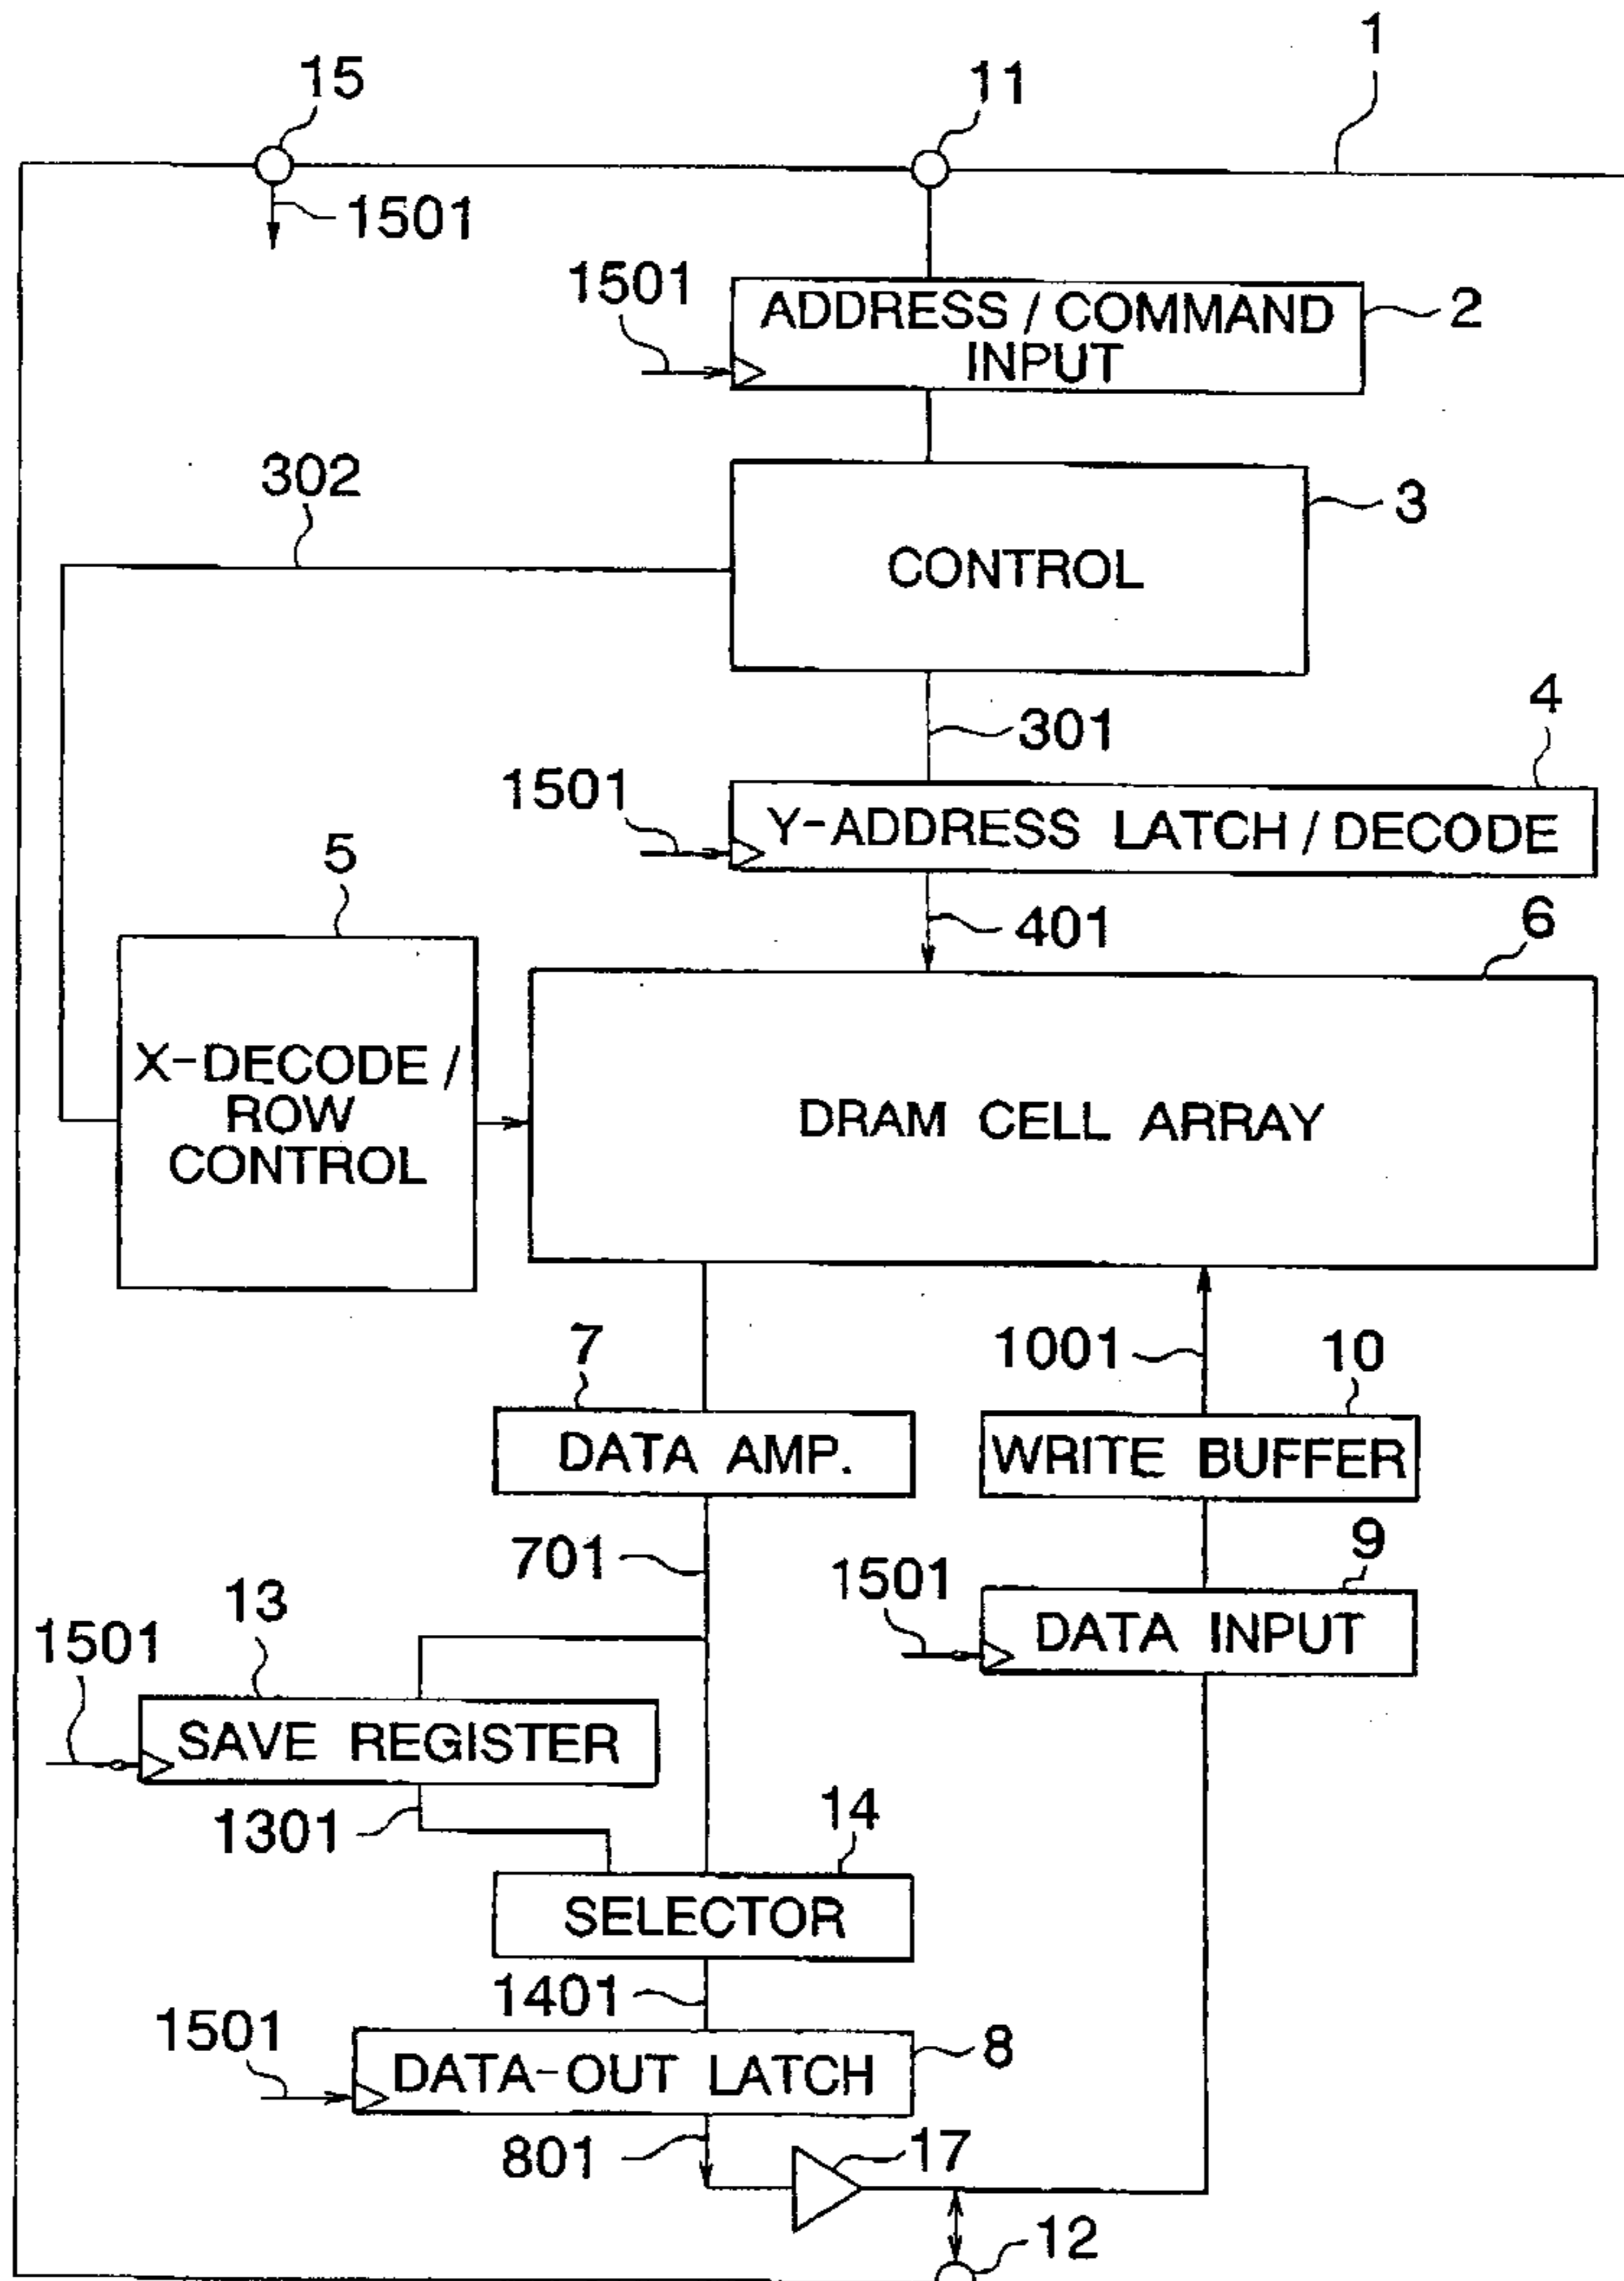 1
15
11
1501
1501
ADDRESS / COMMAND
INPUT
2
302
CONTROL
3
301
4
1501
Y-ADDRESS LATCH / DECODE
5
401
6
X-DECODE /
ROW
CONTROL
DRAM CELL ARRAY
7
1001
10
DATA AMP.
WRITE BUFFER
701
9
1501
DATA INPUT
13
1501
SAVE REGISTER
1301
14
SELECTOR
1401
1501
DATA-OUT LATCH
8
801
17
12